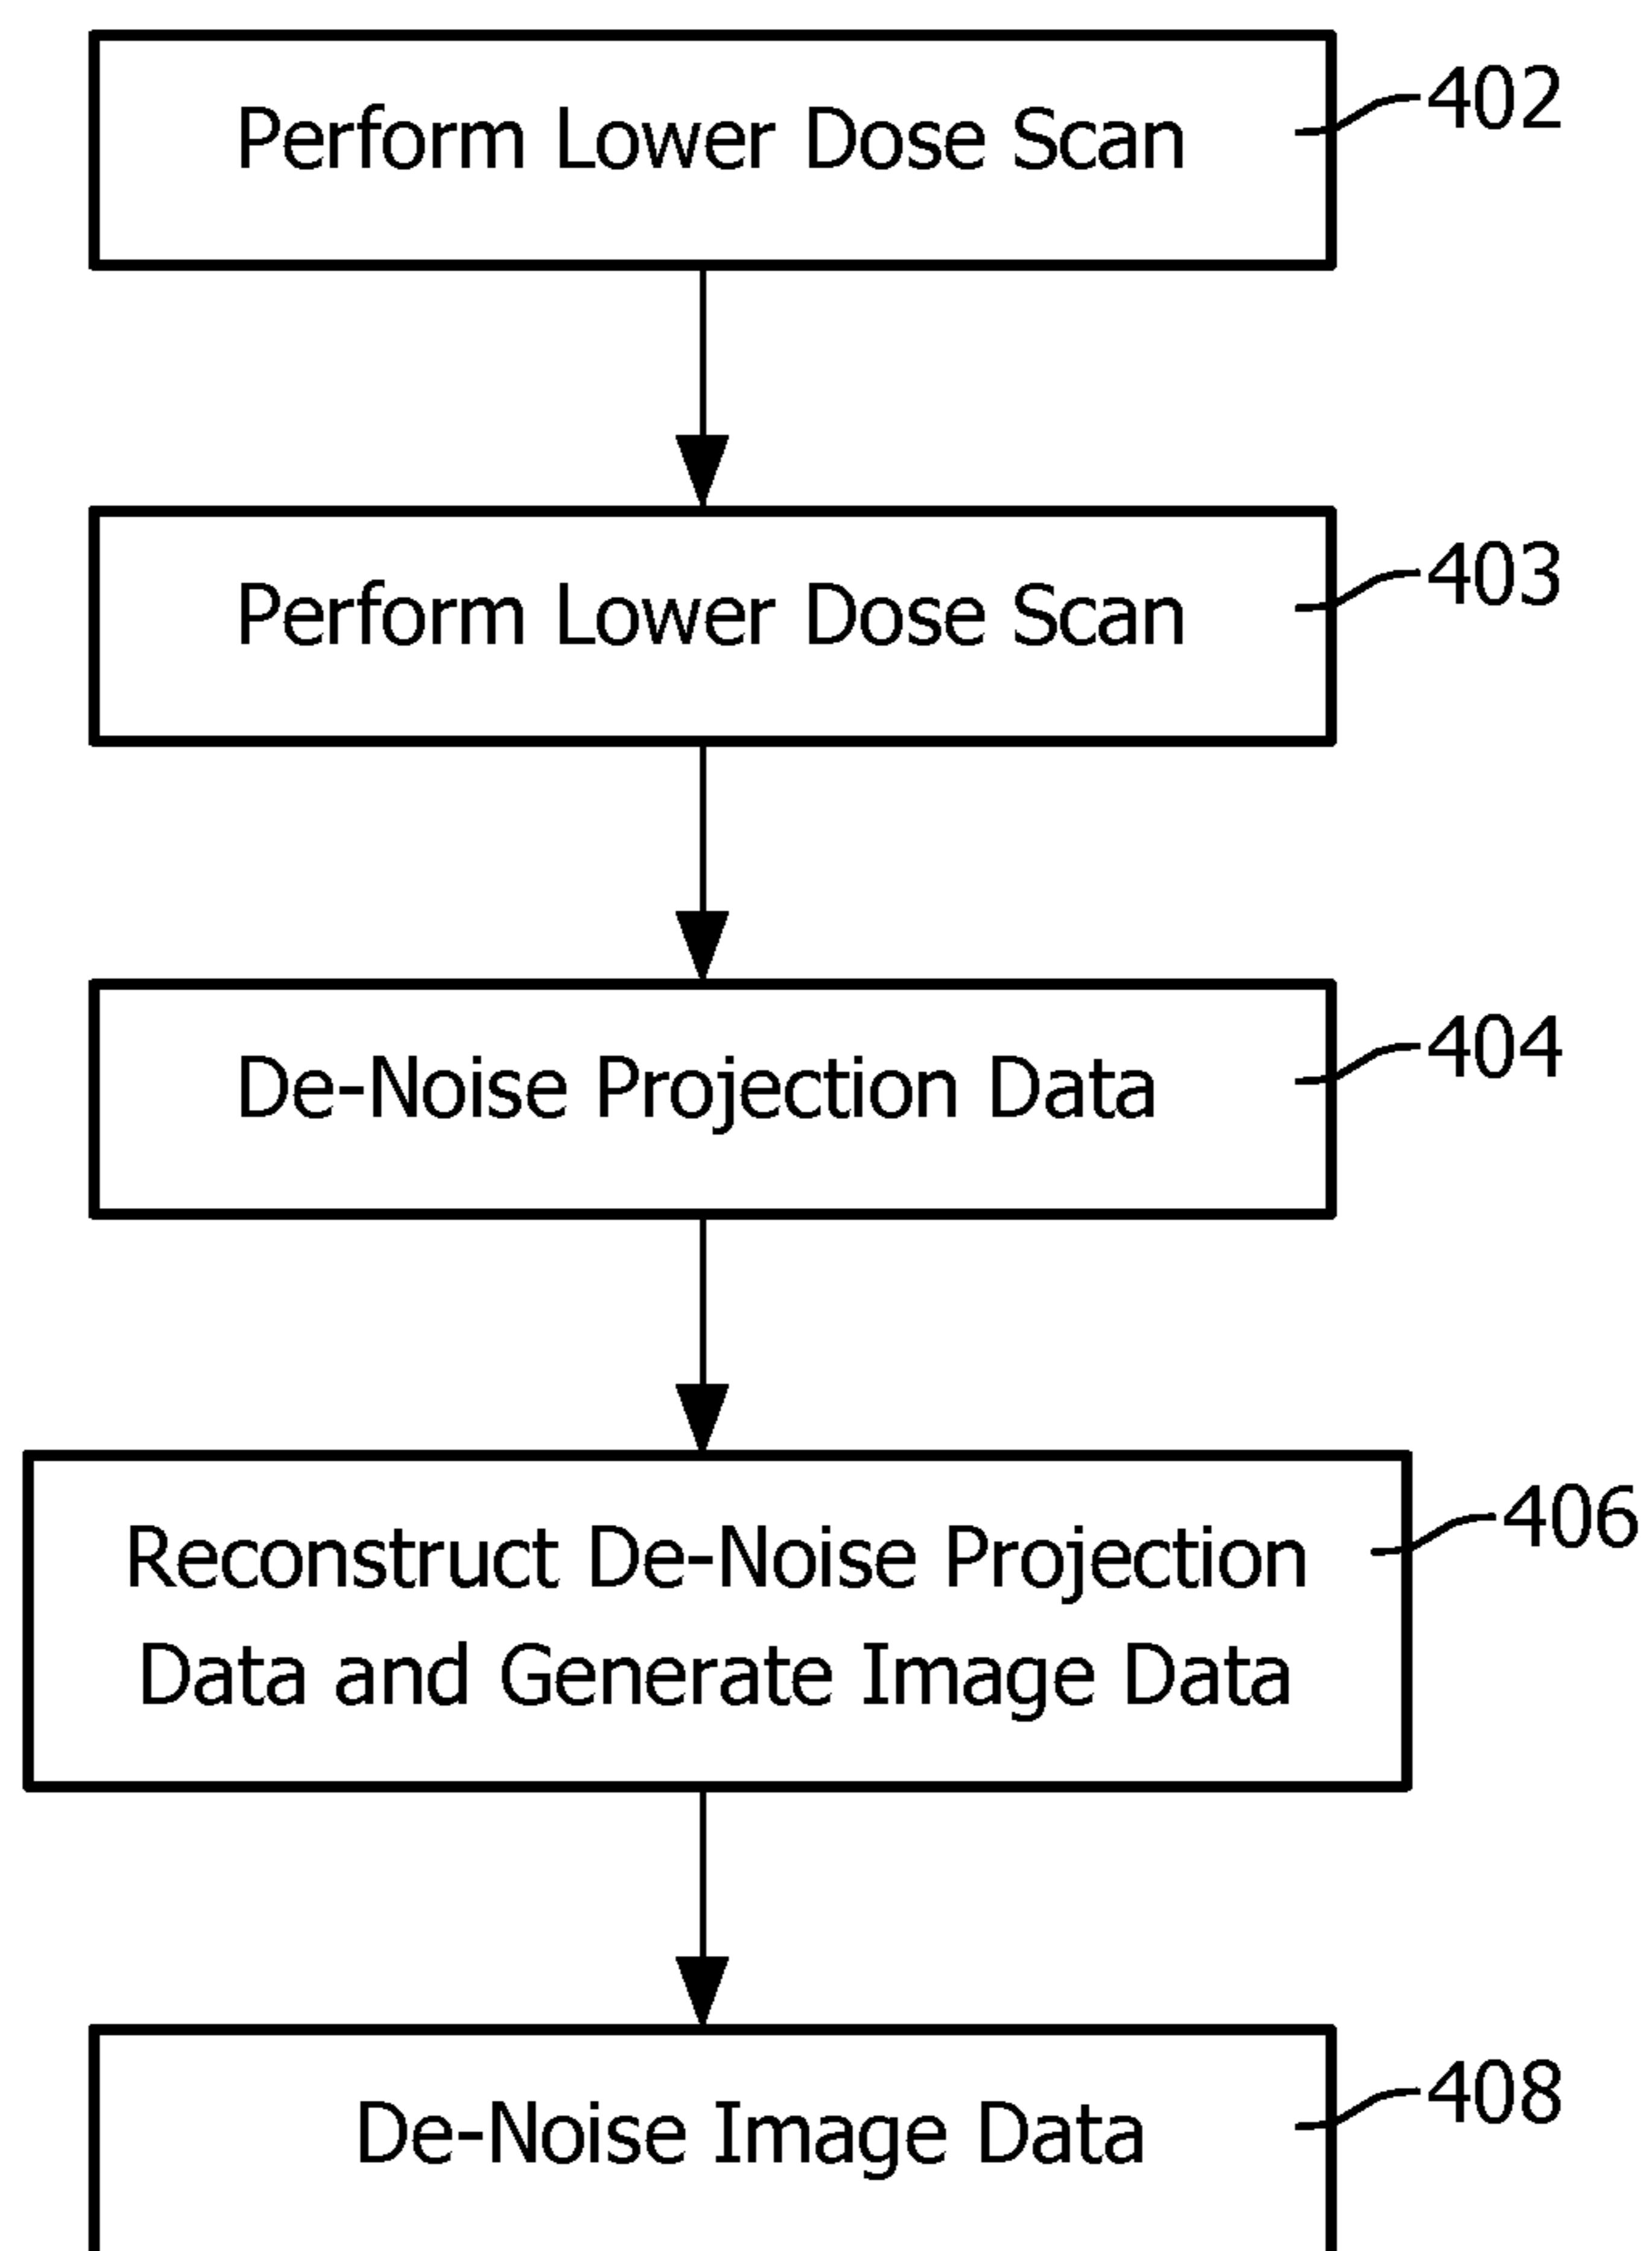 Perform Lower Dose Scan
402
Perform Lower Dose Scan
403
De-Noise Projection Data
404
Reconstruct De-Noise Projection
Data and Generate Image Data
406
De-Noise Image Data
408